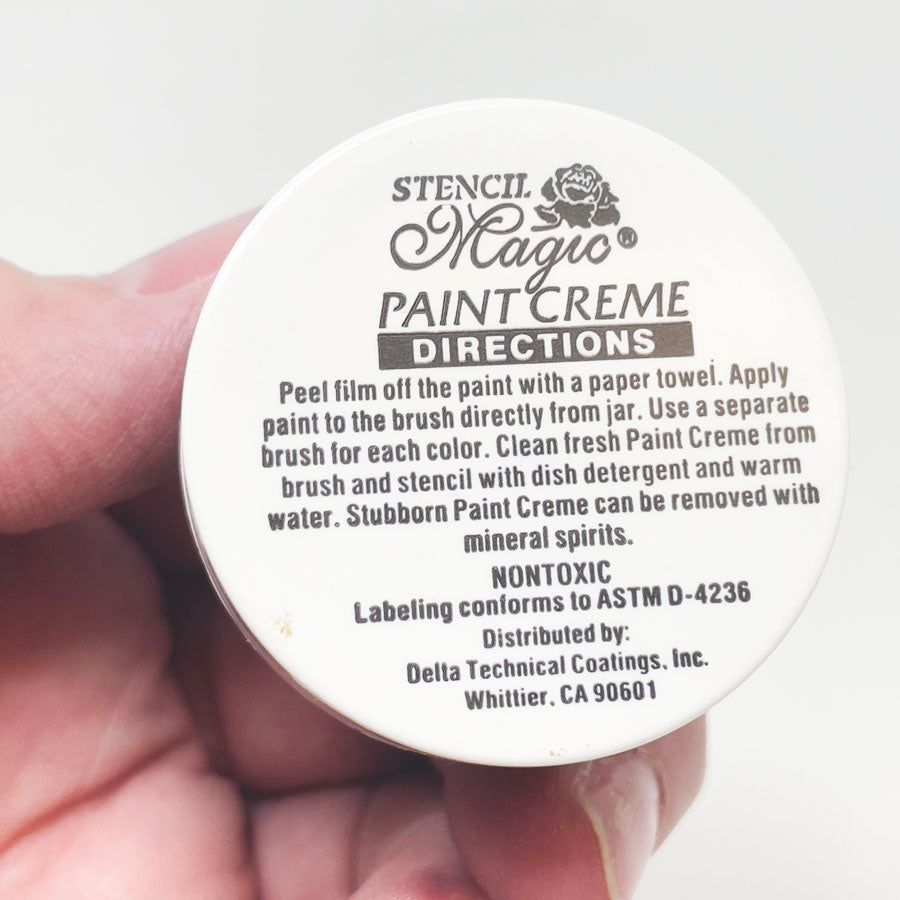 STENCIL
Magic®
PAINT CREME
DIRECTIONS
Peel film off the paint with a paper towel. Apply
paint to the brush directly from jar. Use a separate
brush for each color. Clean fresh Paint Creme from
brush and stencil with dish detergent and warm
water. Stubborn Paint Creme can be removed with
mineral spirits.
NONTOXIC
Labeling conforms to ASTM D-4236
Distributed by:
Delta Technical Coatings, Inc.
Whittier, CA 90601